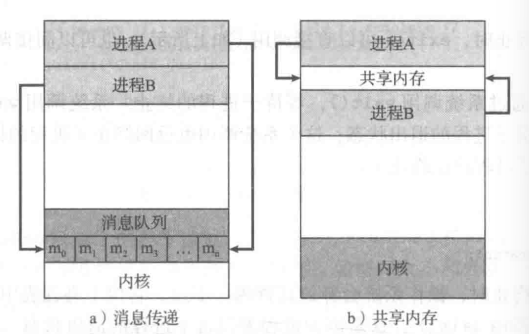 进程A
进程B
消息队列
m0 m1 m2 m3 … mn
内核
a）消息传递
进程A
共享内存
进程B
内核
b）共享内存